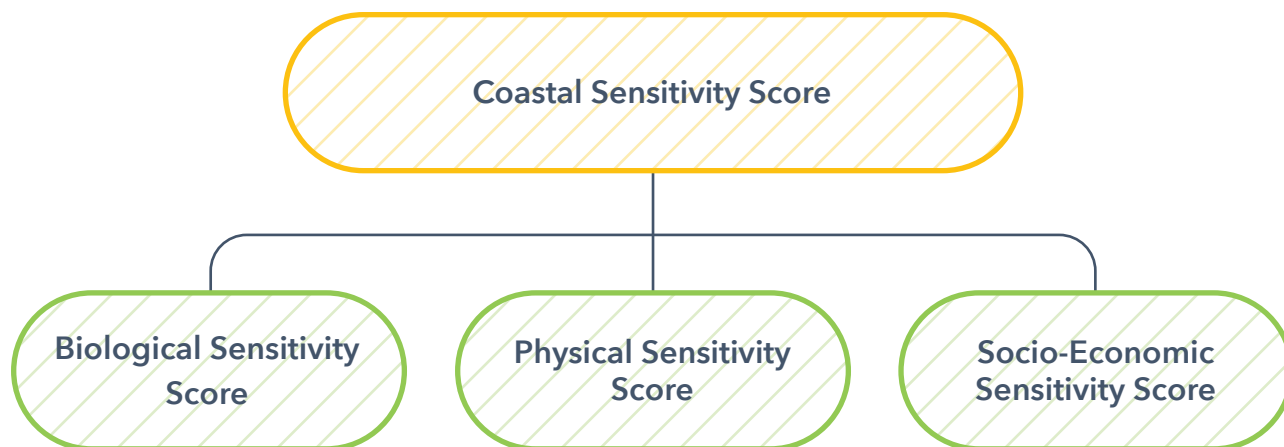 Coastal Sensitivity Score
Biological Sensitivity
Score
Physical Sensitivity
Score
Socio-Economic
Sensitivity Score